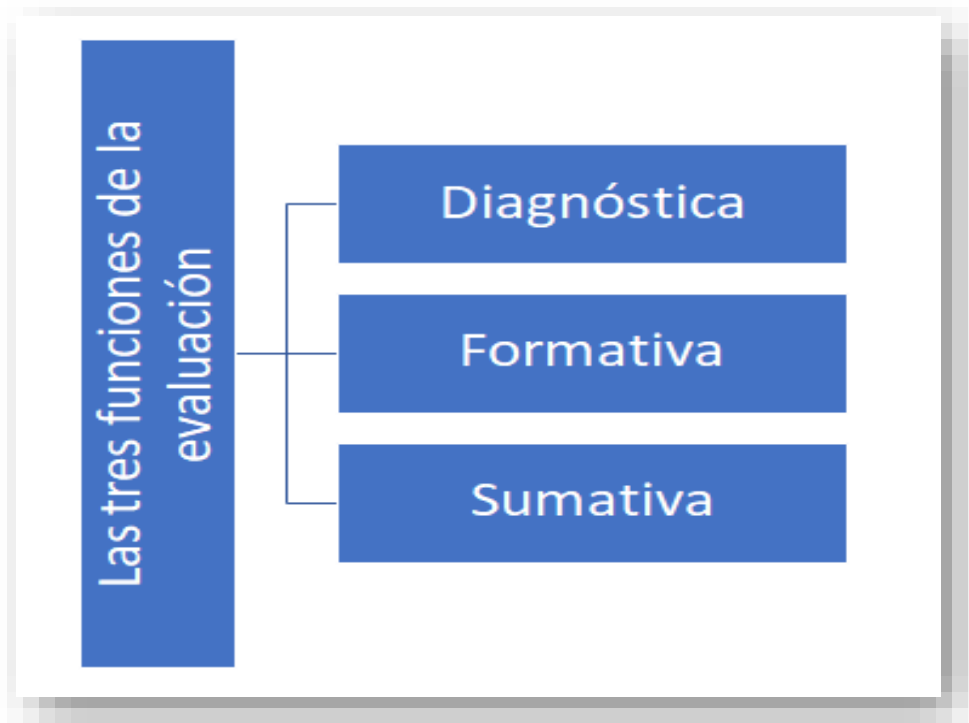 Las tres funciones de la
evaluación
Diagnóstica
Formativa
Sumativa